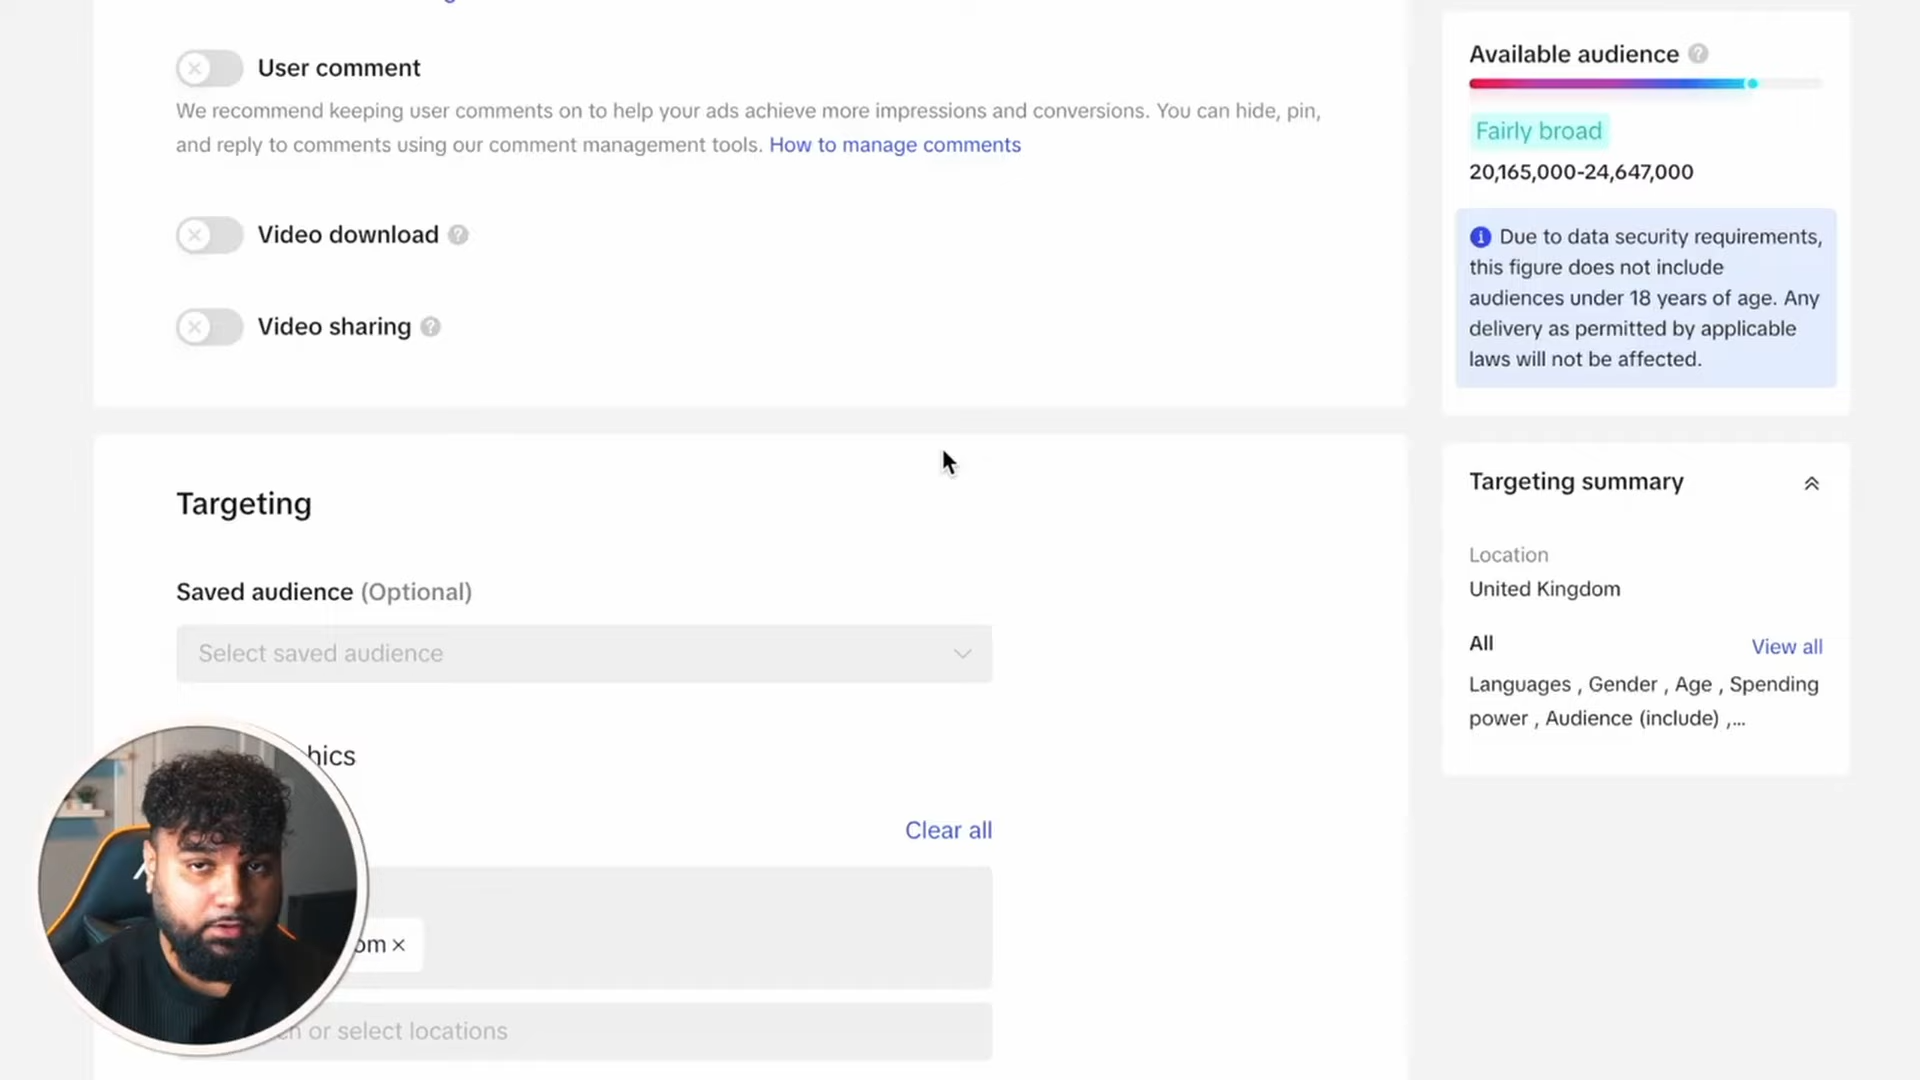 User comment
We recommend keeping user comments on to help your ads achieve more impressions and conversions. You can hide, pin,
and reply to comments using our comment management tools. How to manage comments
Video download ?
Video sharing ?
Targeting
Saved audience (Optional)
Select saved audience
Clear all
or select locations
Available audience ?
Fairly broad
20,165,000-24,647,000
Due to data security requirements,
this figure does not include
audiences under 18 years of age. Any
delivery as permitted by applicable
laws will not be affected.
Targeting summary
Location
United Kingdom
All
View all
Languages , Gender , Age , Spending
power , Audience (include) ,...